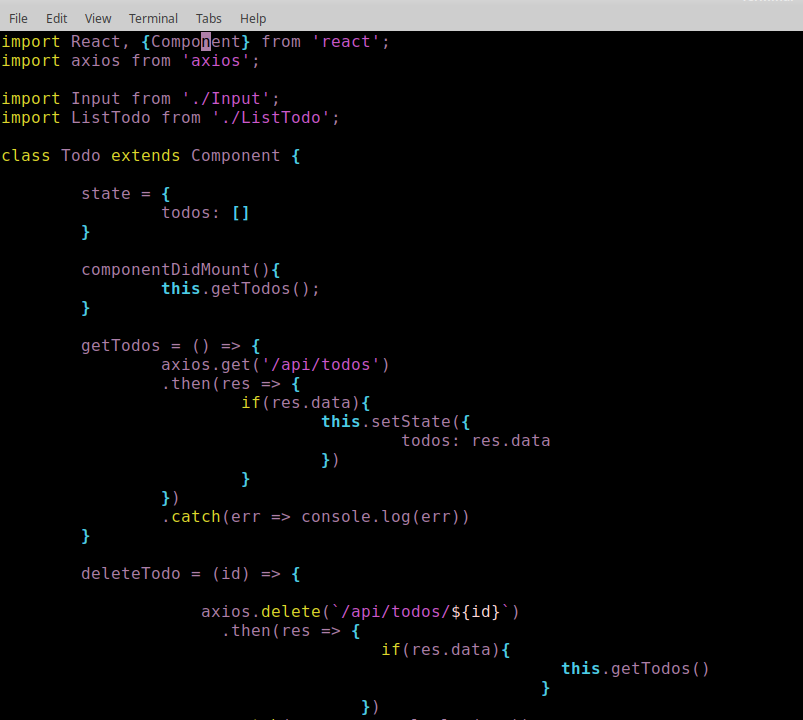 File Edit View Terminal Tabs Help
import React, {Component} from 'react';
import axios from 'axios';
import Input from './Input';
import ListTodo from './ListTodo';
class Todo extends Component {
state = {
todos: []
}
componentDidMount(){
this.getTodos();
}
getTodos = () => {
axios.get('/api/todos')
.then(res => {
if(res.data){
this.setState({
todos: res.data
})
}
})
.catch(err => console.log(err))
}
deleteTodo = (id) => {
axios.delete(`/api/todos/${id}`)
.then(res => {
if(res.data){
this.getTodos()
}
})